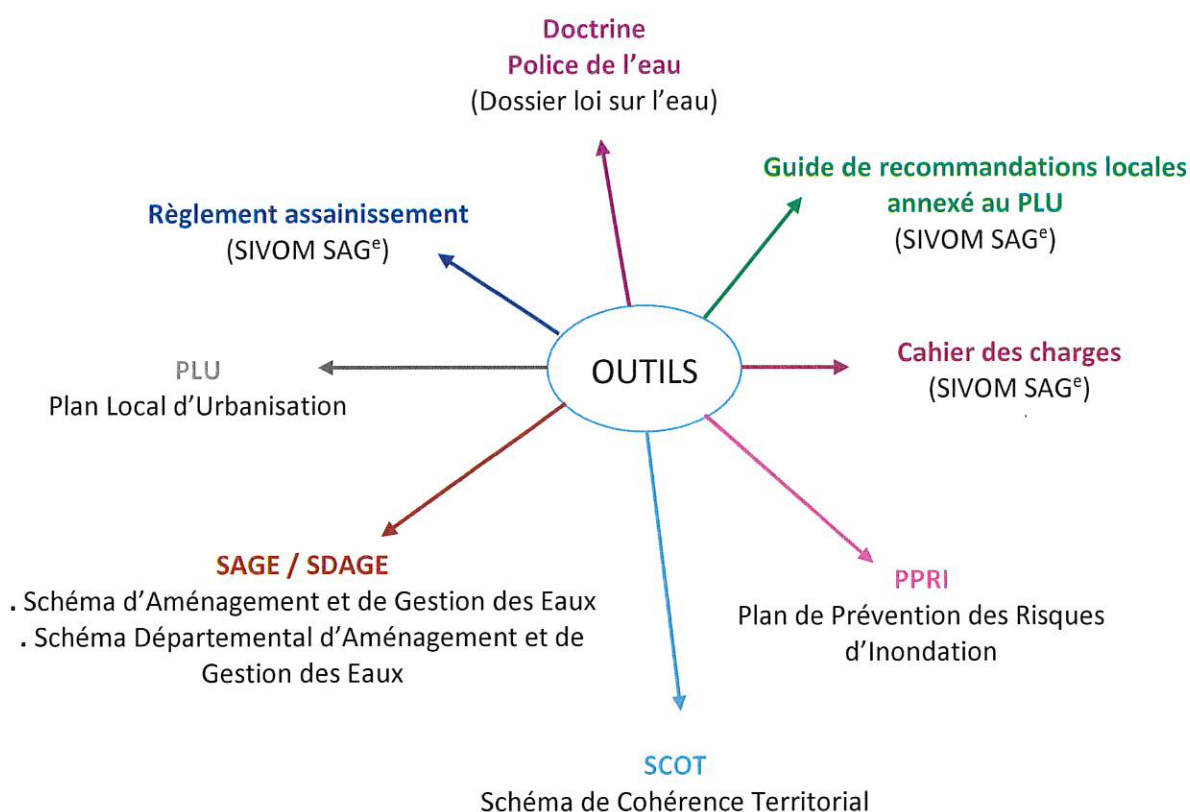 Doctrine
Police de l'eau
(Dossier loi sur l'eau)
Guide de recommandations locales
annexé au PLU
(SIVOM SAGᵉ)
Règlement assainissement
(SIVOM SAGᵉ)
OUTILS
Cahier des charges
(SIVOM SAGᵉ)
PLU
Plan Local d'Urbanisation
SAGE / SDAGE
. Schéma d'Aménagement et de Gestion des Eaux
. Schéma Départemental d'Aménagement et de
Gestion des Eaux
PPRI
Plan de Prévention des Risques
d'Inondation
SCOT
Schéma de Cohérence Territorial